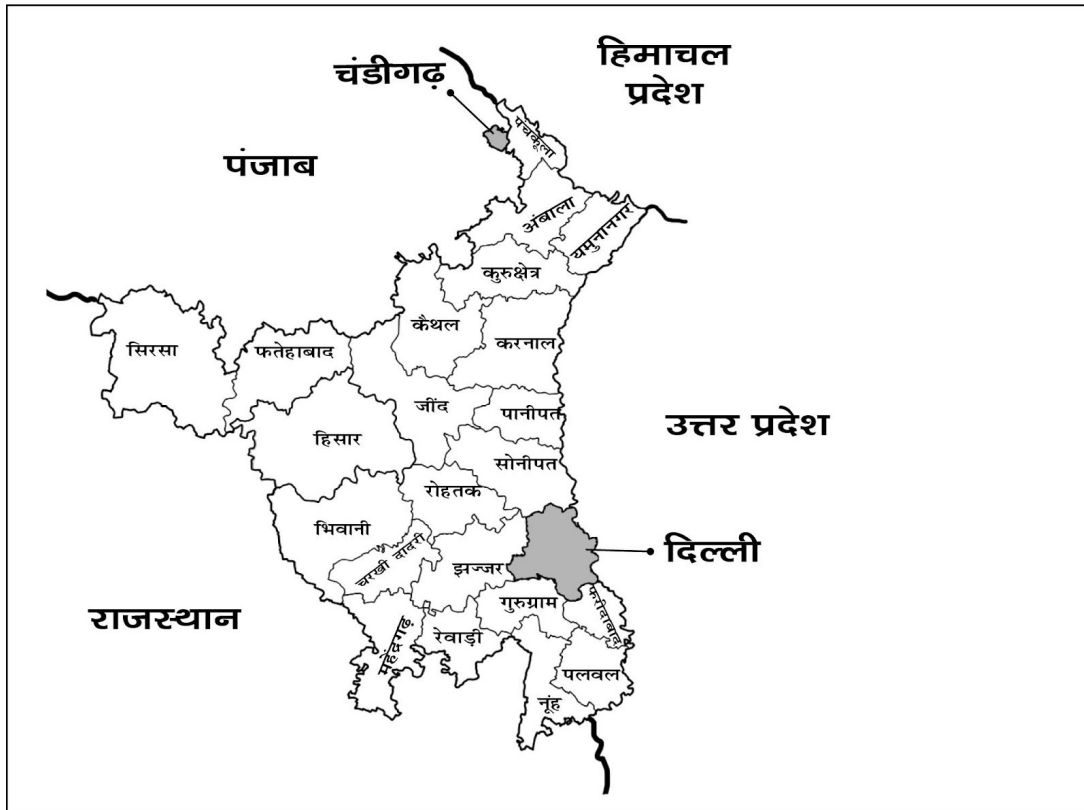 हिमाचल
प्रदेश
चंडीगढ़
पंचकूला
पंजाब
अंबाला
यमुनानगर
कुरुक्षेत्र
कैथल
करनाल
सिरसा
फतेहाबाद
जींद
पानीपत
उत्तर प्रदेश
हिसार
सोनीपत
रोहतक
भिवानी
चरखी दादरी
दिल्ली
झज्जर
गुरुग्राम
फरीदाबाद
राजस्थान
महेंद्रगढ़
रेवाड़ी
पलवल
नूंह